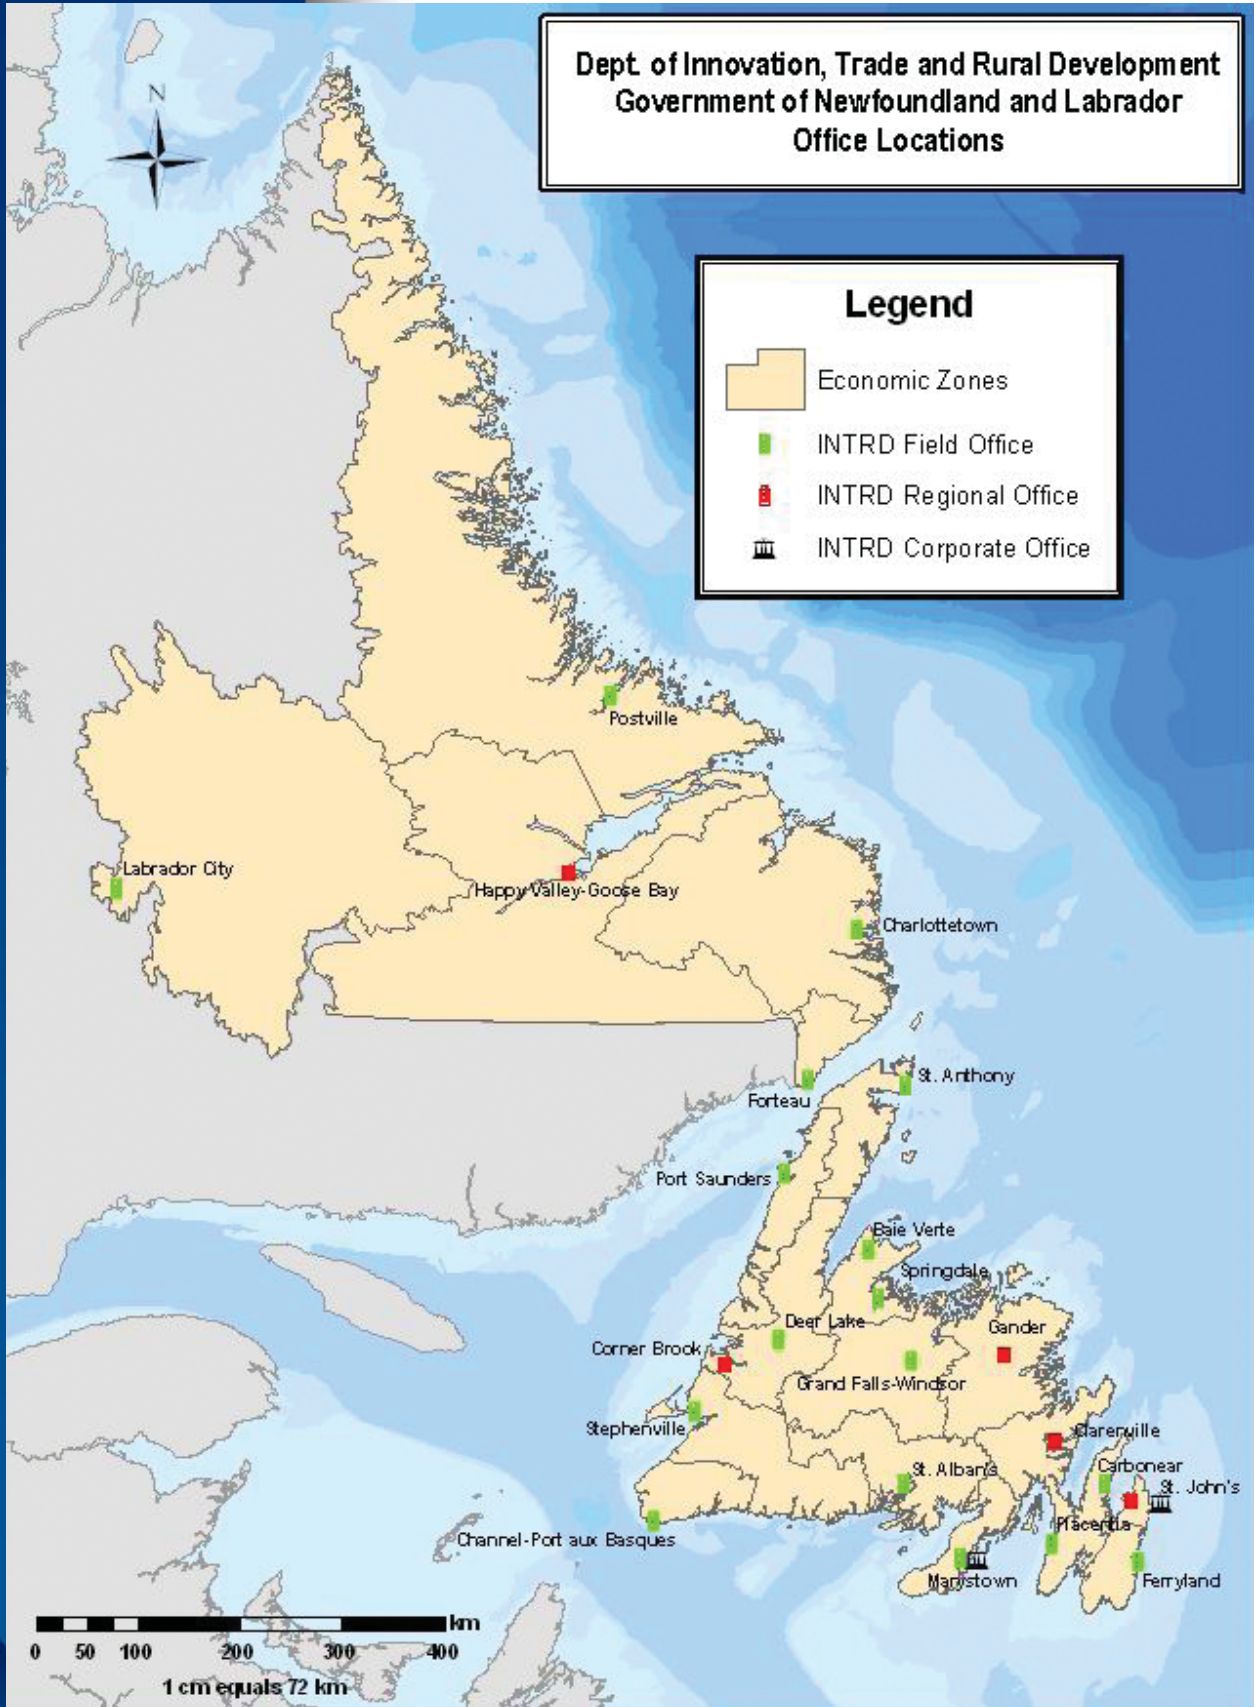 Dept. of Innovation, Trade and Rural Development
Government of Newfoundland and Labrador
Office Locations
N
Legend
Economic Zones
INTRD Field Office
INTRD Regional Office
INTRD Corporate Office
Postville
Labrador City
Happy Valley-Goose Bay
Charlottetown
St. Anthony
Forteau
Port Saunders
Baie Verte
Springdale
Deer Lake
Gander
Corner Brook
Grand Falls-Windsor
Stephenville
Clarenville
St. Alban's
Carbonear
St. John's
Placentia
Channel-Port aux Basques
Marystown
Ferryland
km
0 50 100 200 300 400
1 cm equals 72 km